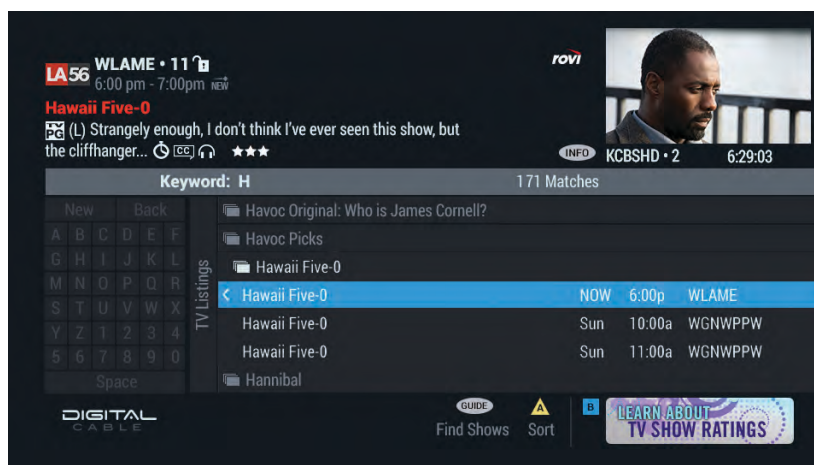 LA 56 WLAME • 11
6:00 pm - 7:00pm NEW
Hawaii Five-0
TV PG (L) Strangely enough, I don't think I've ever seen this show, but
the cliffhanger... CC ★★★
rovi
INFO KCBSHD • 2 6:29:03
Keyword: H 171 Matches
New Back
A B C D E F
G H I J K L
M N O P Q R
S T U V W X
Y Z 1 2 3 4
5 6 7 8 9 0
Space
TV Listings
Havoc Original: Who is James Cornell?
Havoc Picks
Hawaii Five-0
< Hawaii Five-0 NOW 6:00p WLAME
Hawaii Five-0 Sun 10:00a WGNWPPW
Hawaii Five-0 Sun 11:00a WGNWPPW
Hannibal
DIGITAL
CABLE
GUIDE
Find Shows
A
Sort
B
LEARN ABOUT
TV SHOW RATINGS